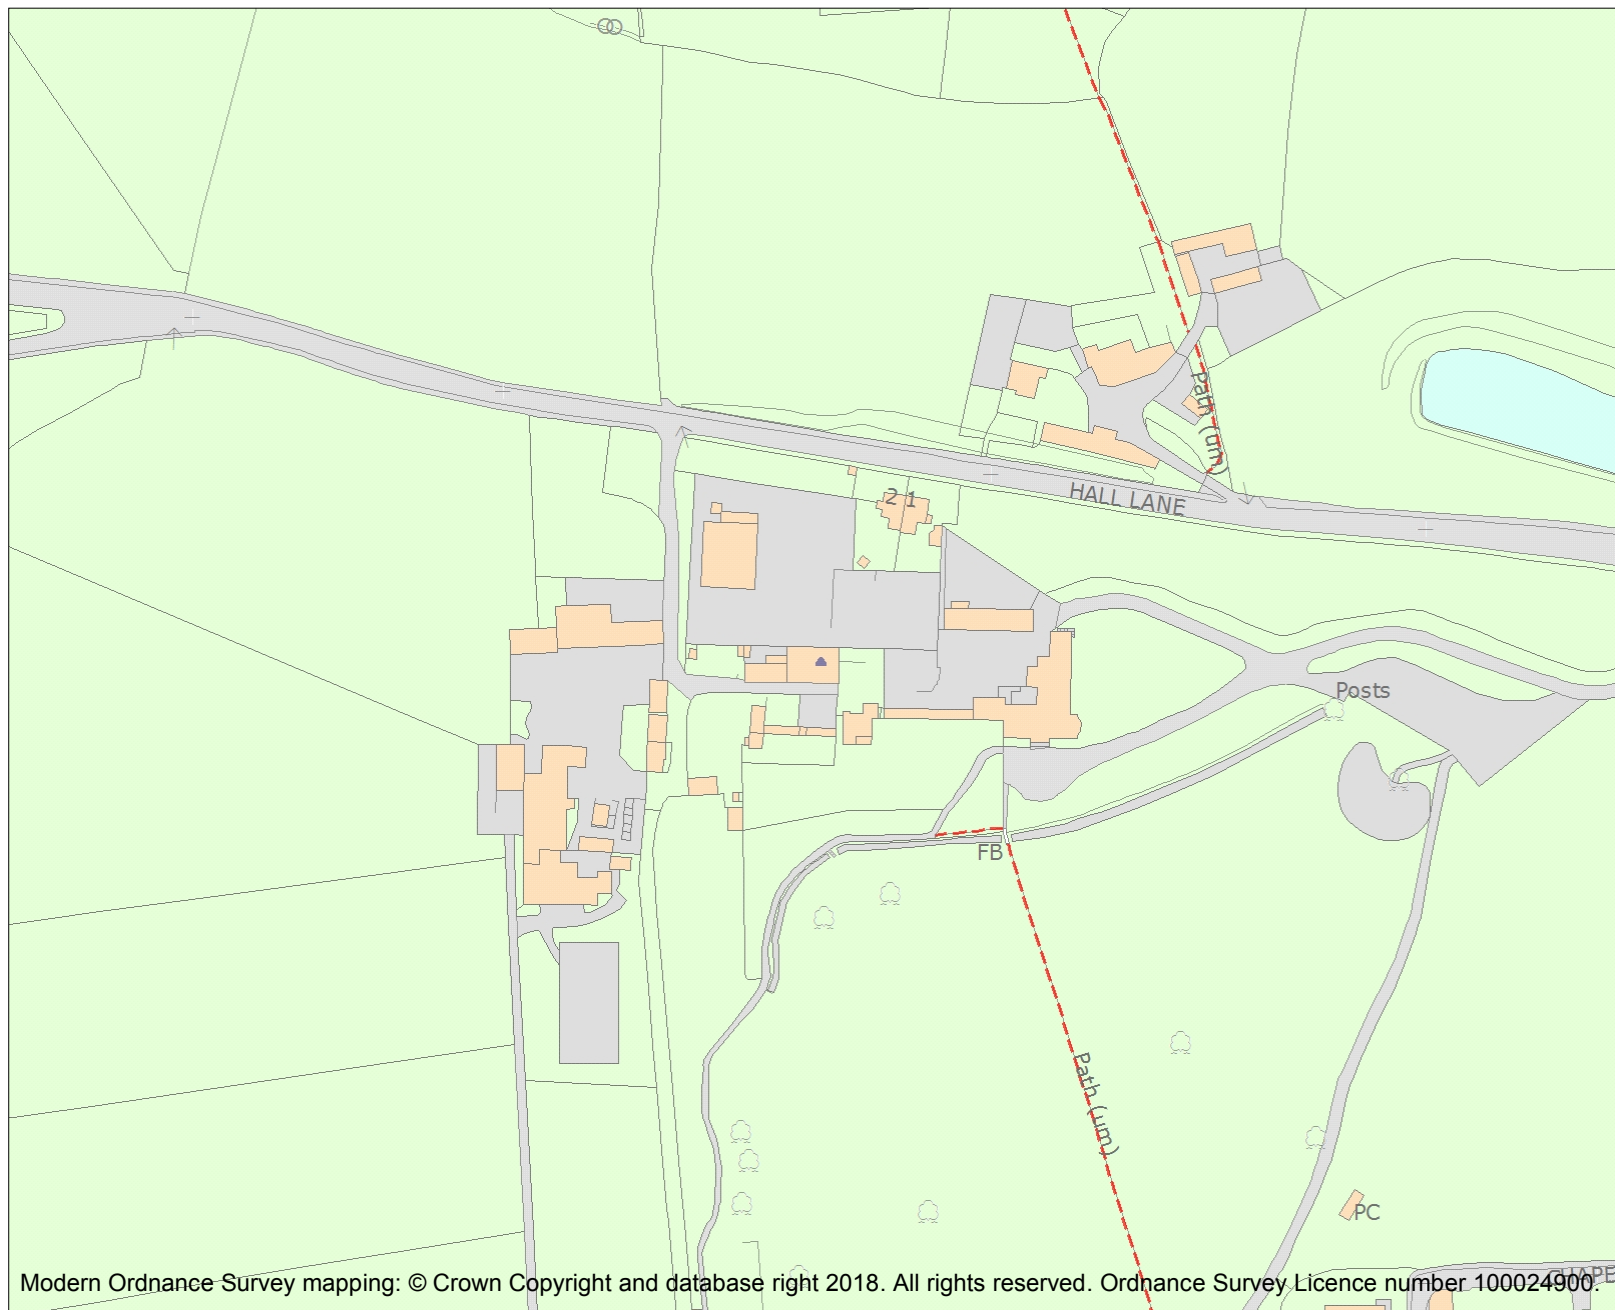 Path (um)
2 1
HALL LANE
Posts
FB
Path (um)
PC
CHAPE
Modern Ordnance Survey mapping: © Crown Copyright and database right 2018. All rights reserved. Ordnance Survey Licence number 100024900.